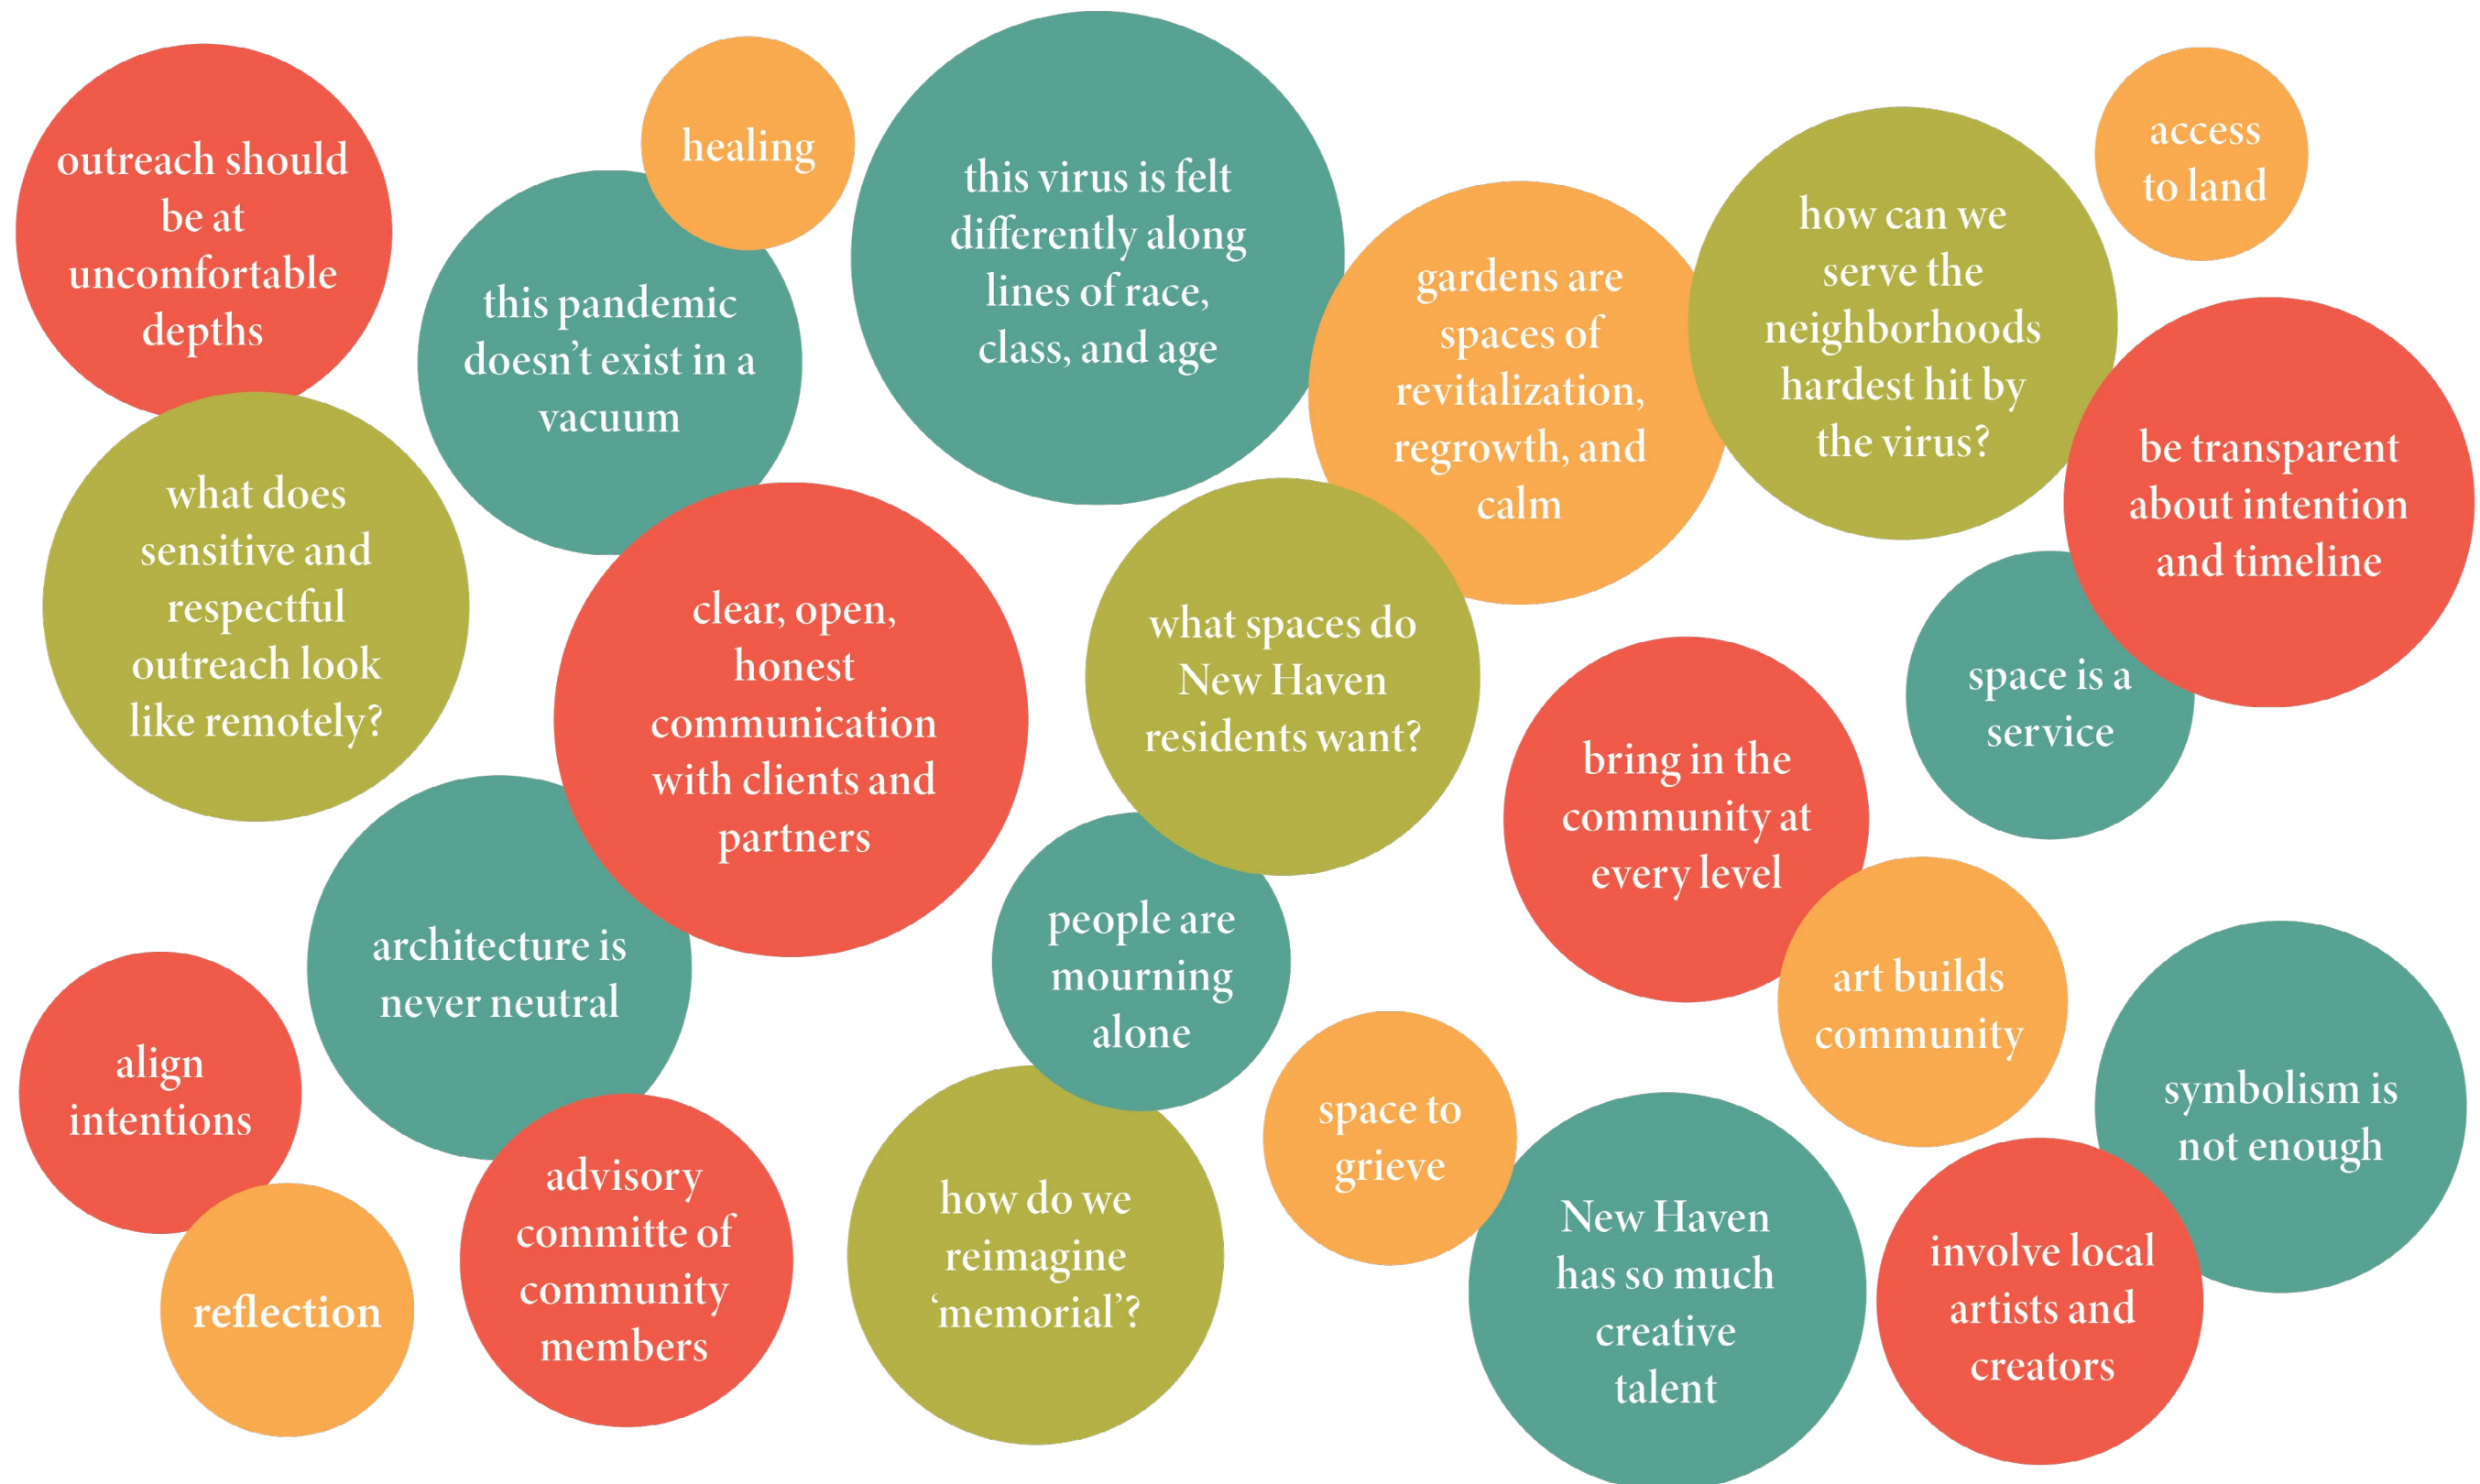 outreach should
be at
uncomfortable
depths
healing
this pandemic
doesn't exist in a
vacuum
this virus is felt
differently along
lines of race,
class, and age
gardens are
spaces of
revitalization,
regrowth, and
calm
how can we
serve the
neighborhoods
hardest hit by
the virus?
access
to land
be transparent
about intention
and timeline
what does
sensitive and
respectful
outreach look
like remotely?
clear, open,
honest
communication
with clients and
partners
what spaces do
New Haven
residents want?
bring in the
community at
every level
space is a
service
architecture is
never neutral
people are
mourning
alone
art builds
community
symbolism is
not enough
align
intentions
reflection
advisory
committe of
community
members
how do we
reimagine
‘memorial’?
space to
grieve
New Haven
has so much
creative
talent
involve local
artists and
creators